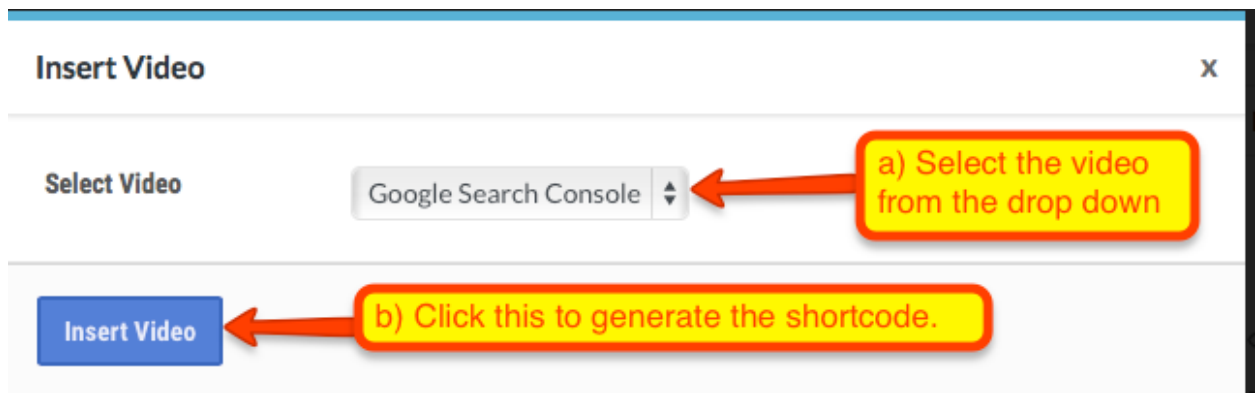 Insert Video
x
Select Video
Google Search Console
a) Select the video
from the drop down
Insert Video
b) Click this to generate the shortcode.